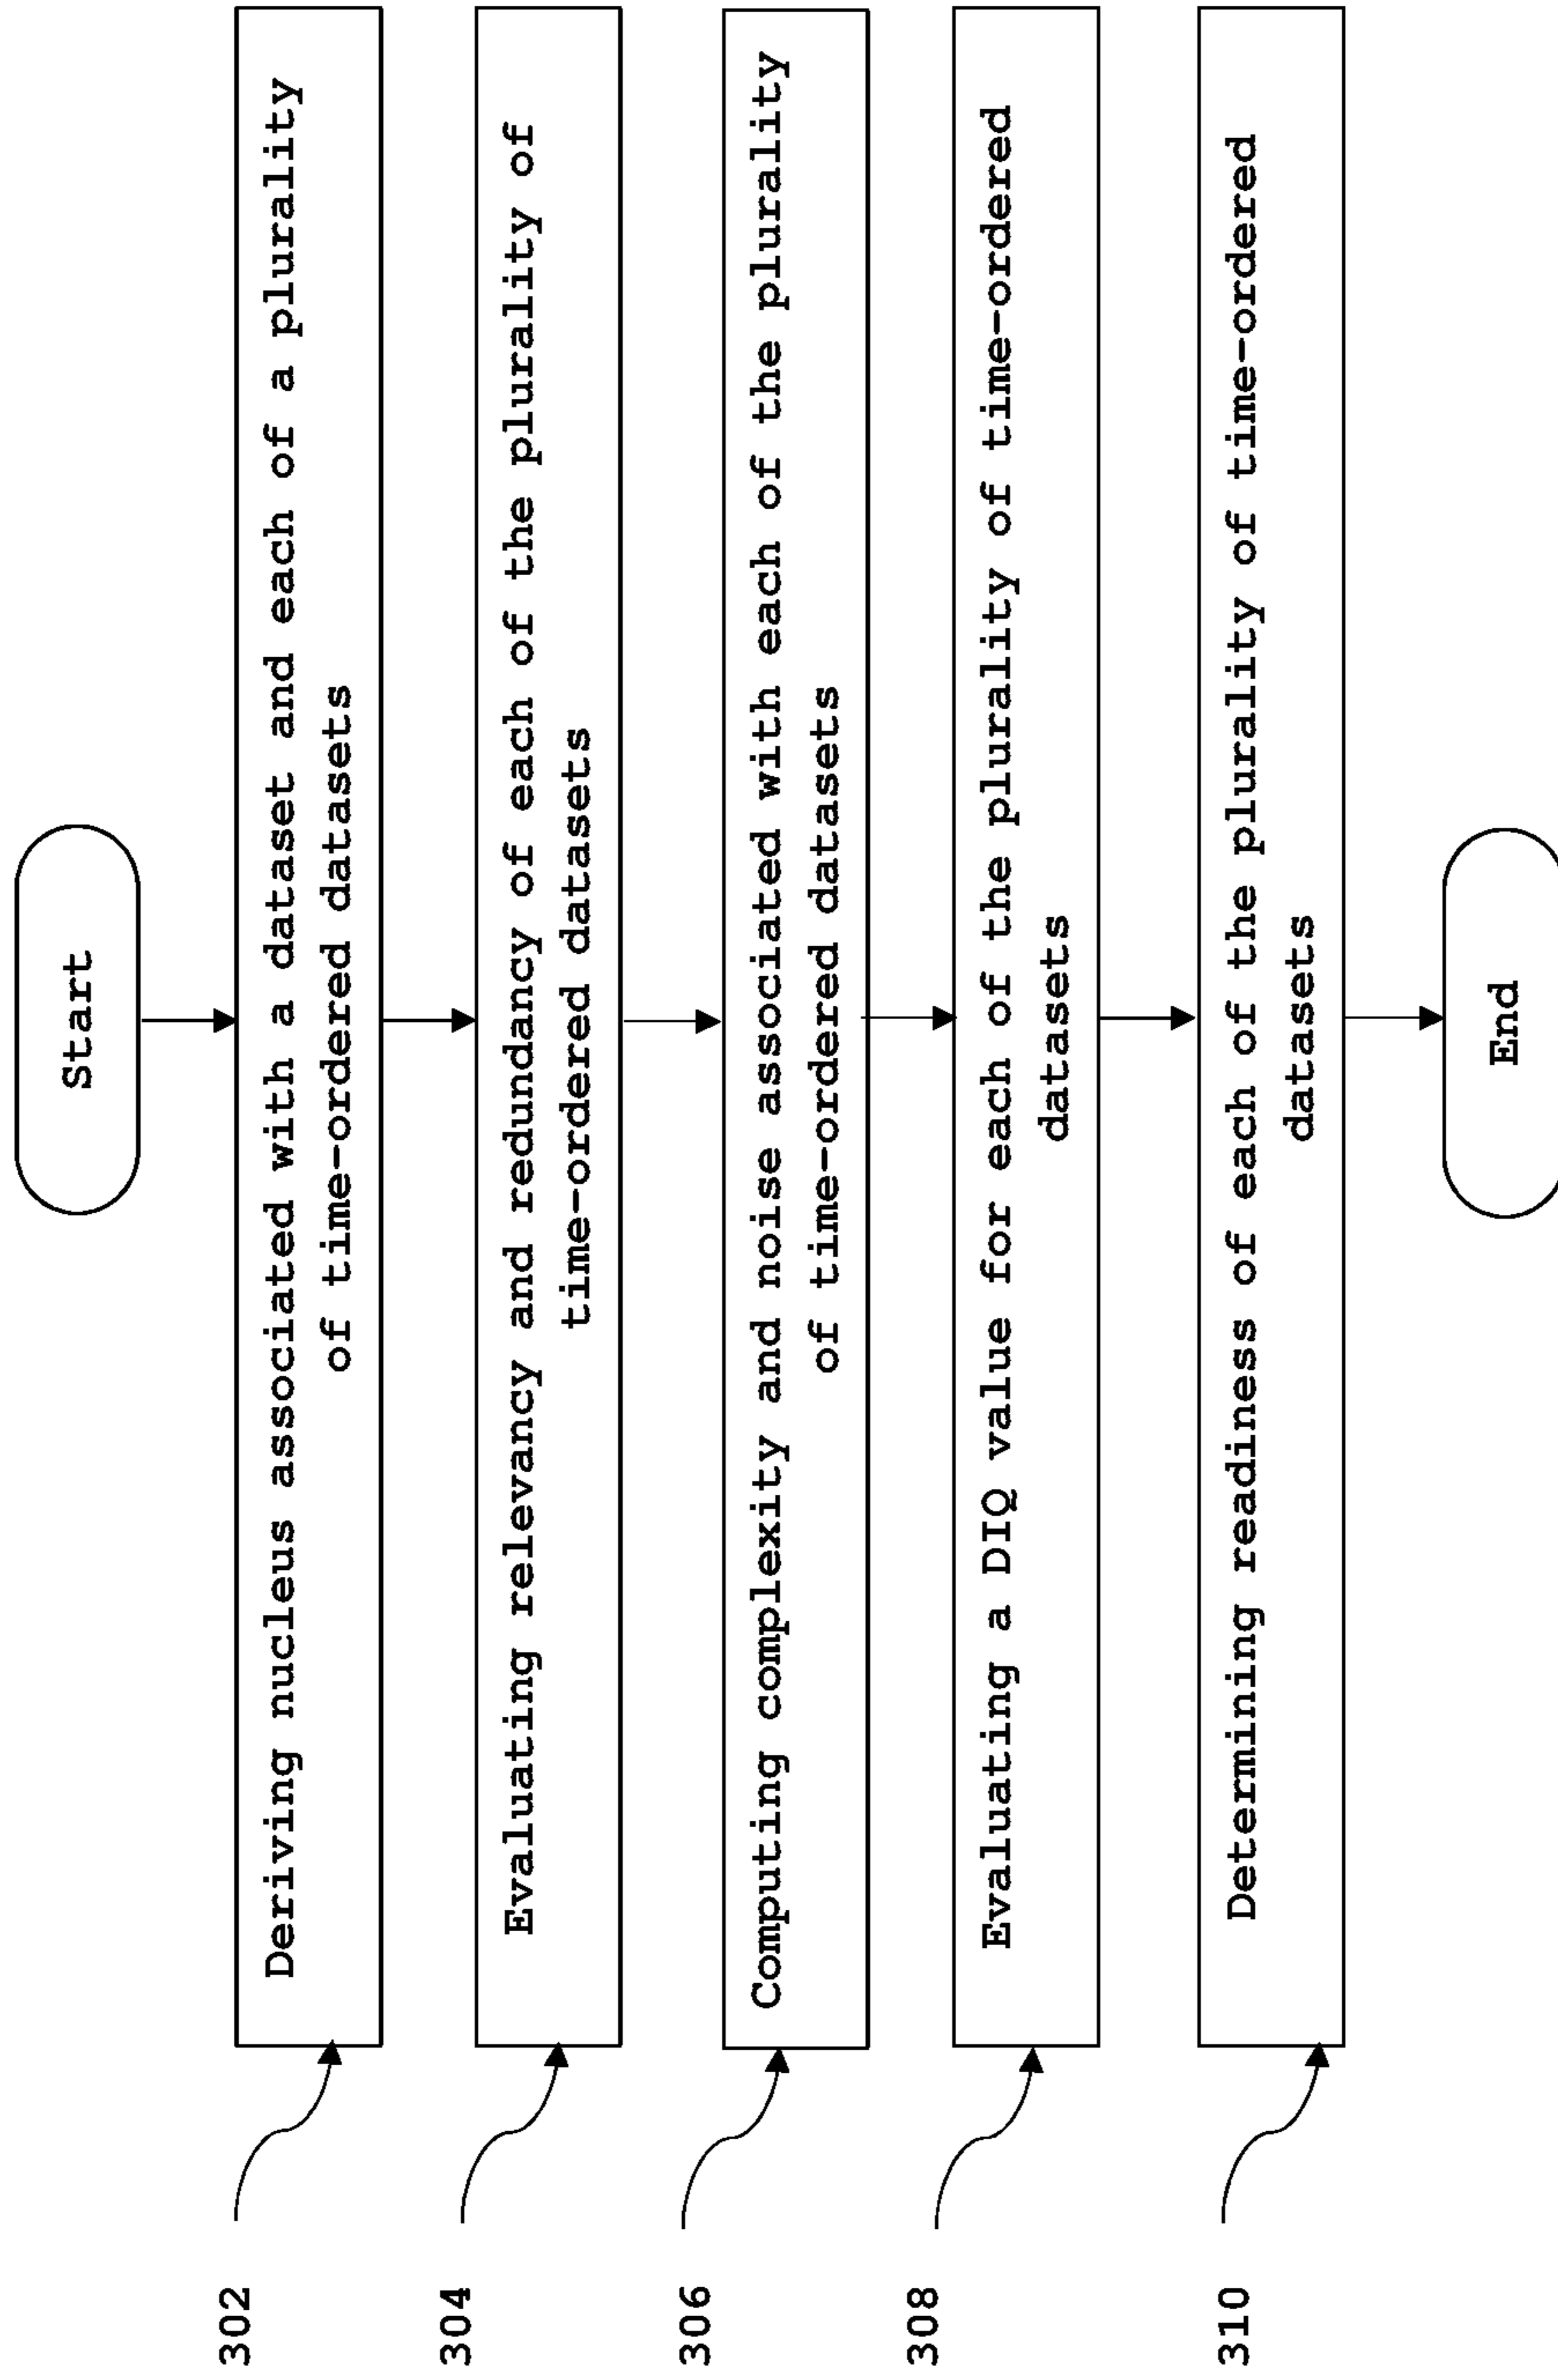 Start
302
Deriving nucleus associated with a dataset and each of a plurality
of time-ordered datasets
304
Evaluating relevancy and redundancy of each of the plurality of
time-ordered datasets
306
Computing complexity and noise associated with each of the plurality
of time-ordered datasets
308
Evaluating a DIQ value for each of the plurality of time-ordered
datasets
310
Determining readiness of each of the plurality of time-ordered
datasets
End